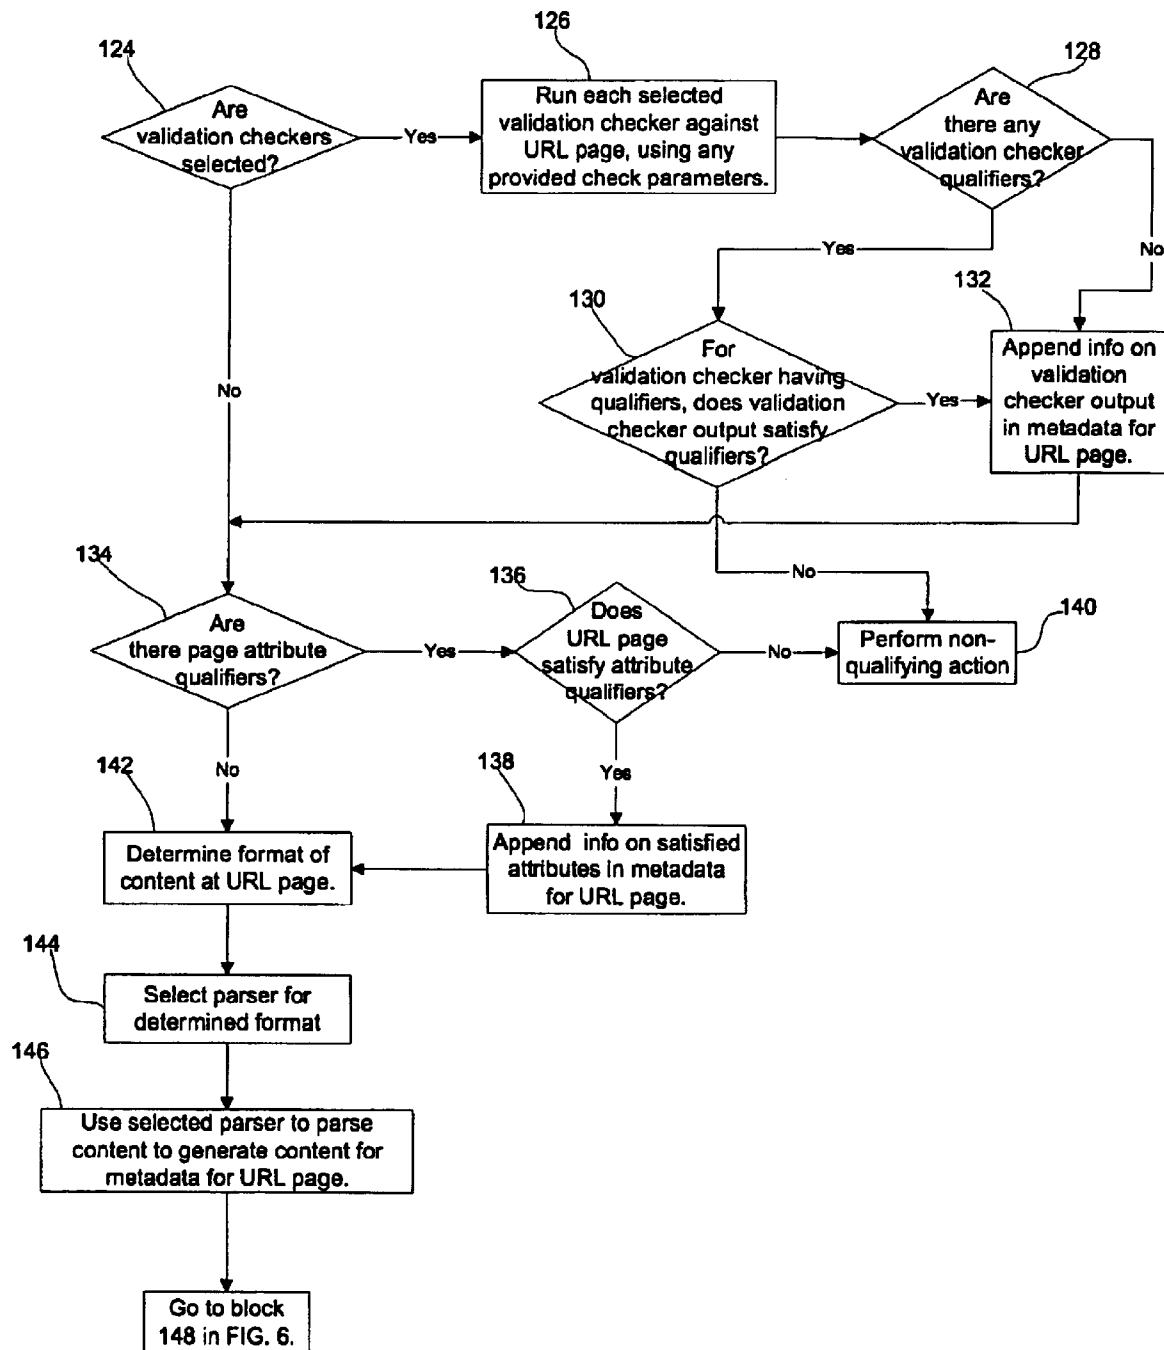 124
Are
validation checkers
selected?
Yes
126
Run each selected
validation checker against
URL page, using any
provided check parameters.
128
Are
there any
validation checker
qualifiers?
Yes
No
130
For
validation checker having
qualifiers, does validation
checker output satisfy
qualifiers?
Yes
132
Append info on
validation
checker output
in metadata for
URL page.
No
No
134
Are
there page attribute
qualifiers?
Yes
136
Does
URL page
satisfy attribute
qualifiers?
No
140
Perform non-
qualifying action
No
Yes
142
Determine format of
content at URL page.
138
Append info on satisfied
attributes in metadata
for URL page.
144
Select parser for
determined format
146
Use selected parser to parse
content to generate content for
metadata for URL page.
Go to block
148 in FIG. 6.